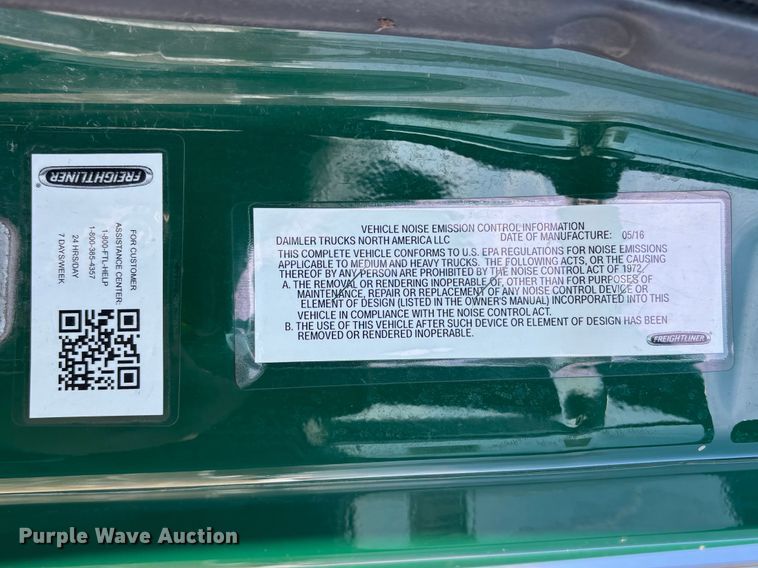 FREIGHTLINER
FOR CUSTOMER
ASSISTANCE CENTER:
1-800-FTL-HELP
1-800-385-4357
24 HRS/DAY
7 DAYS/WEEK
VEHICLE NOISE EMISSION CONTROL INFORMATION
DAIMLER TRUCKS NORTH AMERICA LLC DATE OF MANUFACTURE: 05/16
THIS COMPLETE VEHICLE CONFORMS TO U.S. EPA REGULATIONS FOR NOISE EMISSIONS
APPLICABLE TO MEDIUM AND HEAVY TRUCKS. THE FOLLOWING ACTS, OR THE CAUSING
THEREOF BY ANY PERSON ARE PROHIBITED BY THE NOISE CONTROL ACT OF 1972
A. THE REMOVAL OR RENDERING INOPERABLE OF, OTHER THAN FOR PURPOSES OF
MAINTENANCE, REPAIR OR REPLACEMENT OF ANY NOISE CONTROL DEVICE OR
ELEMENT OF DESIGN (LISTED IN THE OWNER'S MANUAL) INCORPORATED INTO THIS
VEHICLE IN COMPLIANCE WITH THE NOISE CONTROL ACT.
B. THE USE OF THIS VEHICLE AFTER SUCH DEVICE OR ELEMENT OF DESIGN HAS BEEN
REMOVED OR RENDERED INOPERABLE.
FREIGHTLINER
Purple Wave Auction